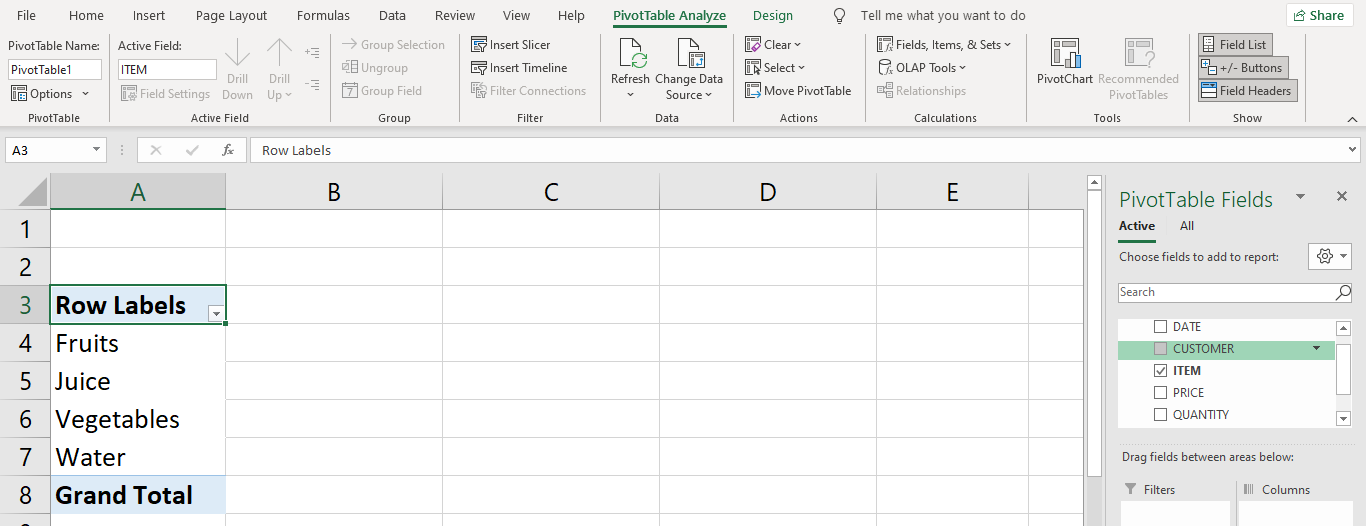 File Home Insert Page Layout Formulas Data Review View Help PivotTable Analyze Design Tell me what you want to do Share
PivotTable Name:
PivotTable1
Options
PivotTable
Active Field:
ITEM
Field Settings
Drill Down
Drill Up
Active Field
Group Selection
Ungroup
7 Group Field
Group
Insert Slicer
Insert Timeline
Filter Connections
Filter
Refresh
Change Data
Source
Data
Clear
Select
Move PivotTable
Actions
fx Fields, Items, & Sets
OLAP Tools
Relationships
Calculations
PivotChart
Recommended
PivotTables
?
Tools
Field List
+/- Buttons
Field Headers
Show
A3 fx Row Labels
A B C D E
1
2
3 Row Labels
4 Fruits
5 Juice
6 Vegetables
7 Water
8 Grand Total
PivotTable Fields
Active All
Choose fields to add to report:
Search
DATE
CUSTOMER
ITEM
PRICE
QUANTITY
Drag fields between areas below:
Filters Columns